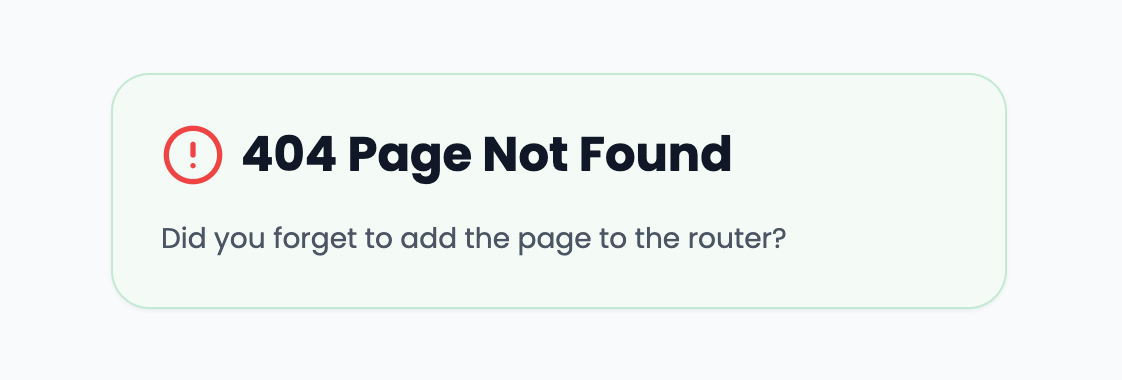 404 Page Not Found
Did you forget to add the page to the router?